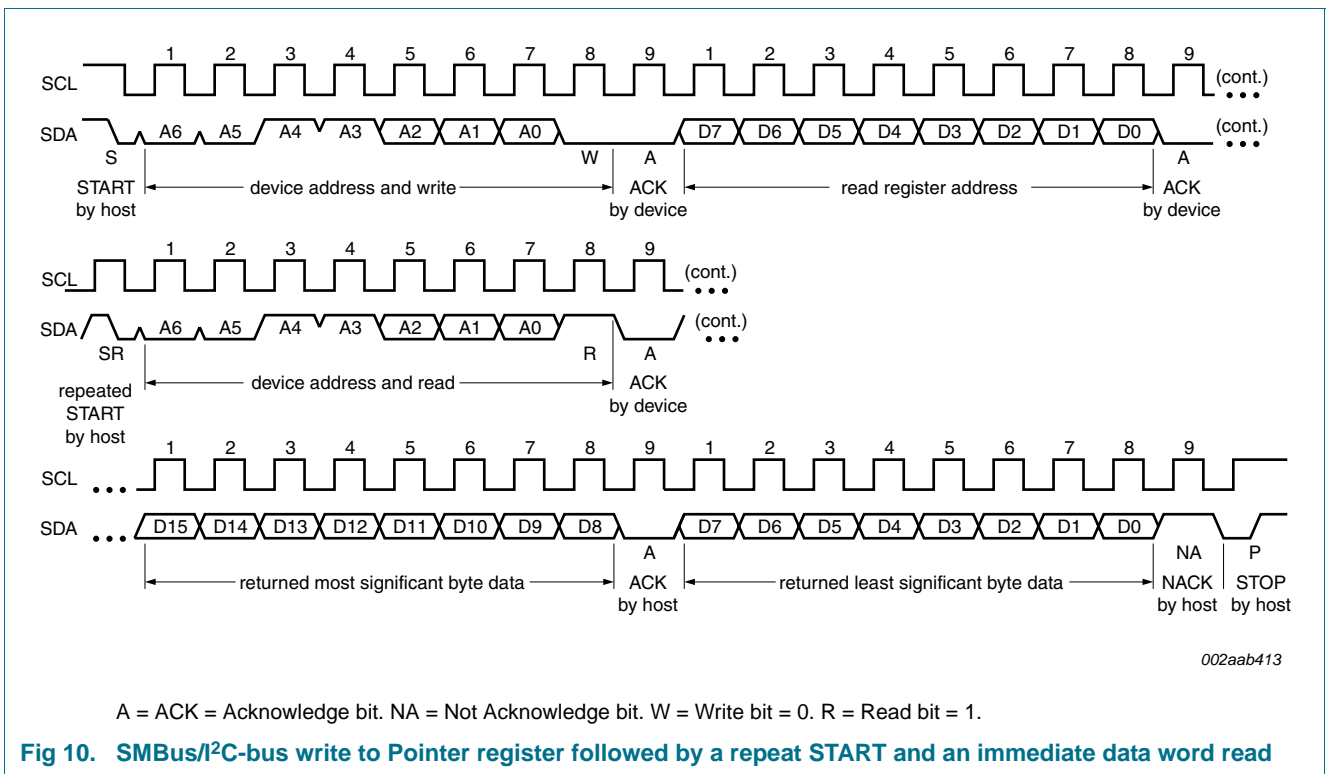 1 2 3 4 5 6 7 8 9 1 2 3 4 5 6 7 8 9
SCL (cont.)
SDA A6 A5 A4 A3 A2 A1 A0 D7 D6 D5 D4 D3 D2 D1 D0 (cont.)
S W A A
START device address and write ACK read register address ACK
by host by device by device
1 2 3 4 5 6 7 8 9
SCL (cont.)
SDA A6 A5 A4 A3 A2 A1 A0 (cont.)
SR R A
repeated device address and read ACK
START by device
by host
1 2 3 4 5 6 7 8 9 1 2 3 4 5 6 7 8 9
SCL
SDA D15 D14 D13 D12 D11 D10 D9 D8 D7 D6 D5 D4 D3 D2 D1 D0
A NA P
returned most significant byte data ACK returned least significant byte data NACK STOP
by host by host by host
002aab413
A = ACK = Acknowledge bit. NA = Not Acknowledge bit. W = Write bit = 0. R = Read bit = 1.
Fig 10. SMBus/I²C-bus write to Pointer register followed by a repeat START and an immediate data word read